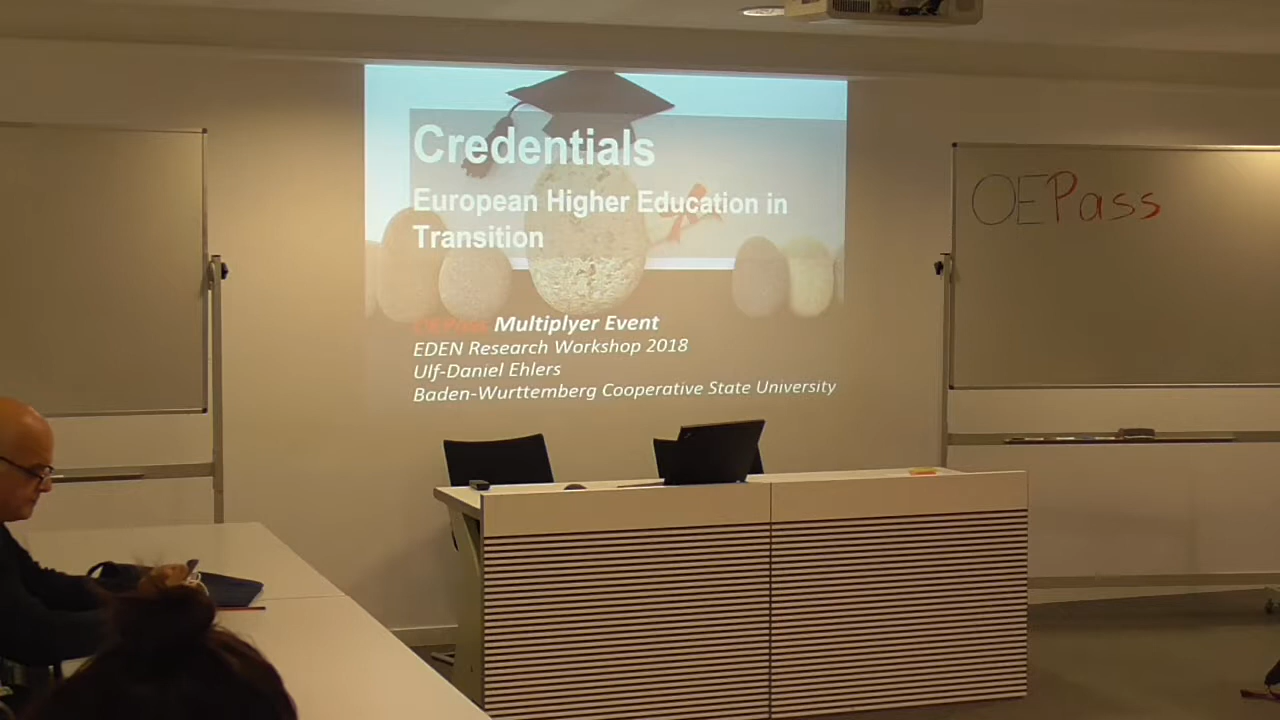 Credentials
European Higher Education in
Transition
OEPass Multiplyer Event
EDEN Research Workshop 2018
Ulf-Daniel Ehlers
Baden-Wurttemberg Cooperative State University
OEPass